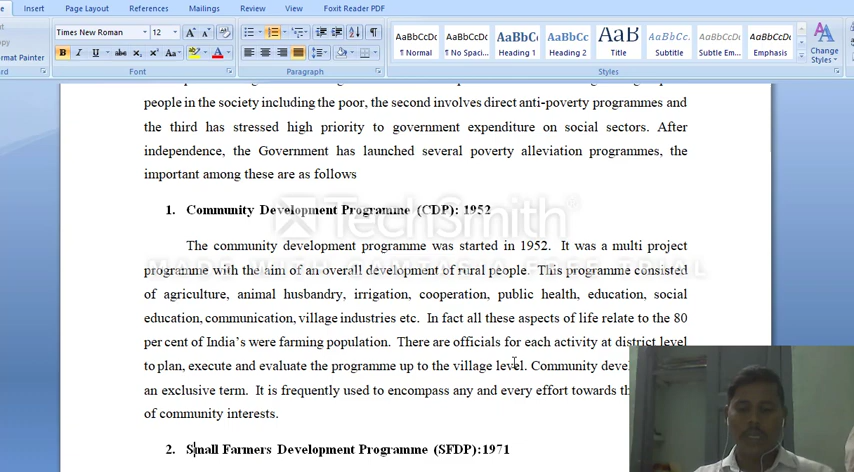 Insert Page Layout References Mailings Review View Foxit Reader PDF
Times New Roman 12
Format Painter
Font Paragraph Styles
¶ Normal ¶ No Spaci... Heading 1 Heading 2 Title Subtitle Subtle Em... Emphasis Change Styles
people in the society including the poor, the second involves direct anti-poverty programmes and
the third has stressed high priority to government expenditure on social sectors. After
independence, the Government has launched several poverty alleviation programmes, the
important among these are as follows
1. Community Development Programme (CDP): 1952
TechSmith
The community development programme was started in 1952. It was a multi project
programme with the aim of an overall development of rural people. This programme consisted
MADE WITH CAMTASIA FREE TRIAL
of agriculture, animal husbandry, irrigation, cooperation, public health, education, social
education, communication, village industries etc. In fact all these aspects of life relate to the 80
per cent of India's were farming population. There are officials for each activity at district level
to plan, execute and evaluate the programme up to the village level. Community devel
an exclusive term. It is frequently used to encompass any and every effort towards th
of community interests.
2. Small Farmers Development Programme (SFDP):1971